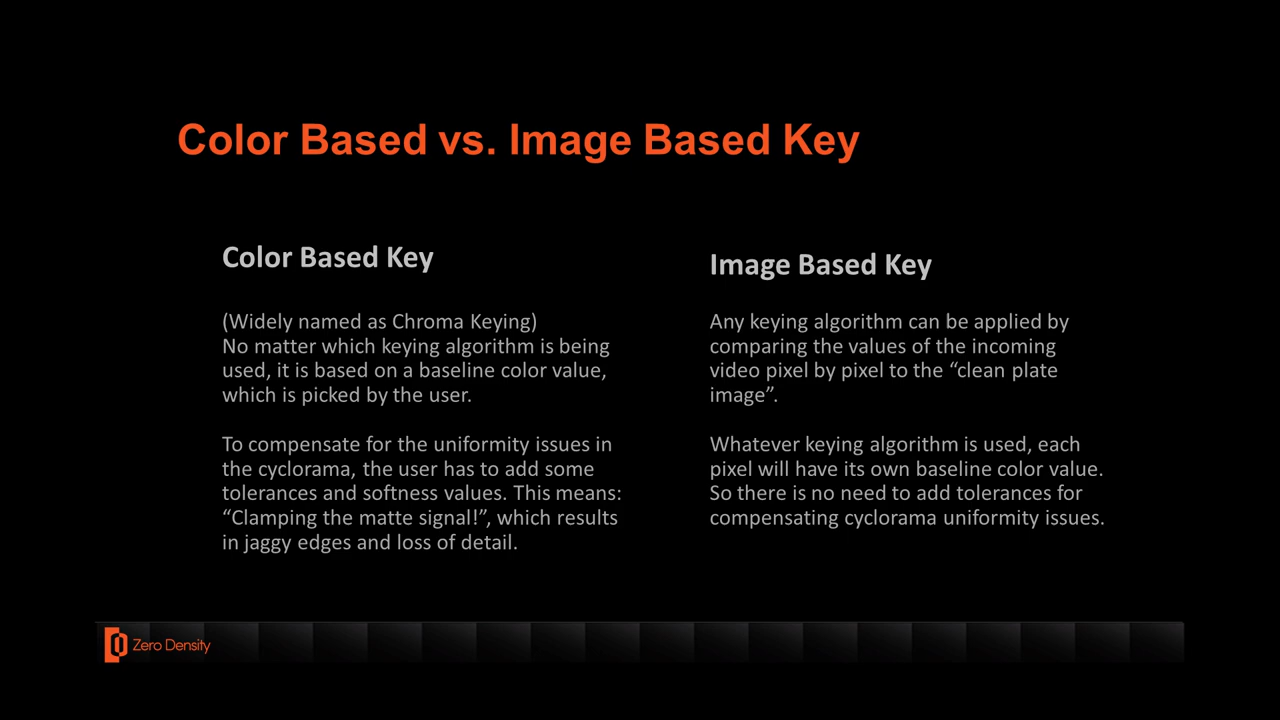 Color Based vs. Image Based Key
Color Based Key
(Widely named as Chroma Keying)
No matter which keying algorithm is being
used, it is based on a baseline color value,
which is picked by the user.
To compensate for the uniformity issues in
the cyclorama, the user has to add some
tolerances and softness values. This means:
“Clamping the matte signal!”, which results
in jaggy edges and loss of detail.
Image Based Key
Any keying algorithm can be applied by
comparing the values of the incoming
video pixel by pixel to the “clean plate
image”.
Whatever keying algorithm is used, each
pixel will have its own baseline color value.
So there is no need to add tolerances for
compensating cyclorama uniformity issues.
Zero Density